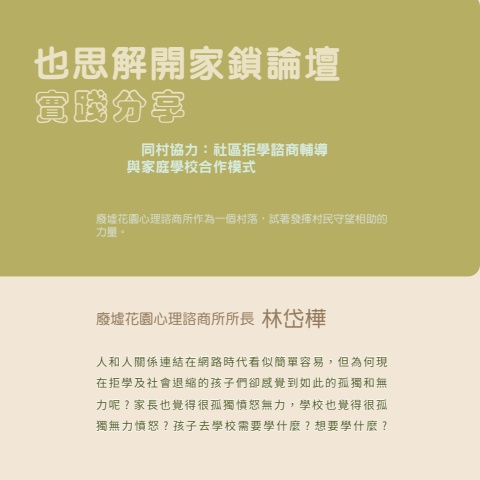 也思解開家鎖論壇
實踐分享
同村協力：社區拒學諮商輔導
與家庭學校合作模式
廢墟花園心理諮商所作為一個村落，試著發揮村民守望相助的
力量。
廢墟花園心理諮商所所長 林岱樺
人和人關係連結在網路時代看似簡單容易，但為何現
在拒學及社會退縮的孩子們卻感覺到如此的孤獨和無
力呢？家長也覺得很孤獨憤怒無力，學校也覺得很孤
獨無力憤怒？孩子去學校需要學什麼？想要學什麼？